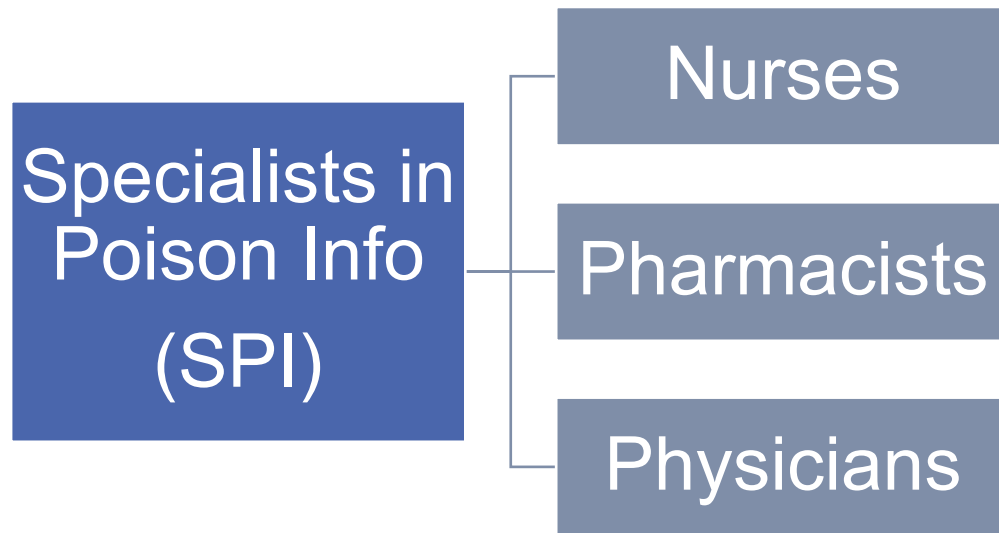 Specialists in
Poison Info
(SPI)
Nurses
Pharmacists
Physicians